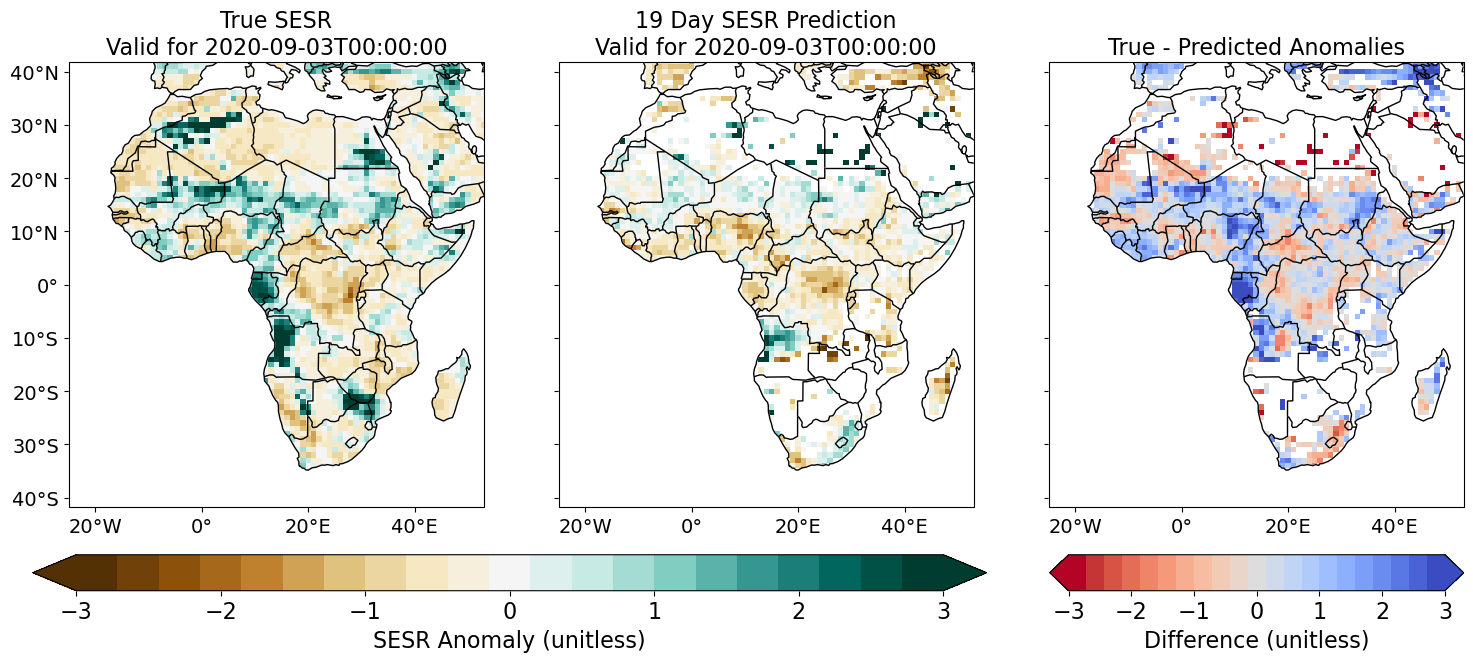 True SESR
Valid for 2020-09-03T00:00:00
19 Day SESR Prediction
Valid for 2020-09-03T00:00:00
True - Predicted Anomalies
40°N
30°N
20°N
10°N
0°
10°S
20°S
30°S
40°S
20°W 0° 20°E 40°E
20°W 0° 20°E 40°E
20°W 0° 20°E 40°E
−3 −2 −1 0 1 2 3
SESR Anomaly (unitless)
−3 −2 −1 0 1 2 3
Difference (unitless)